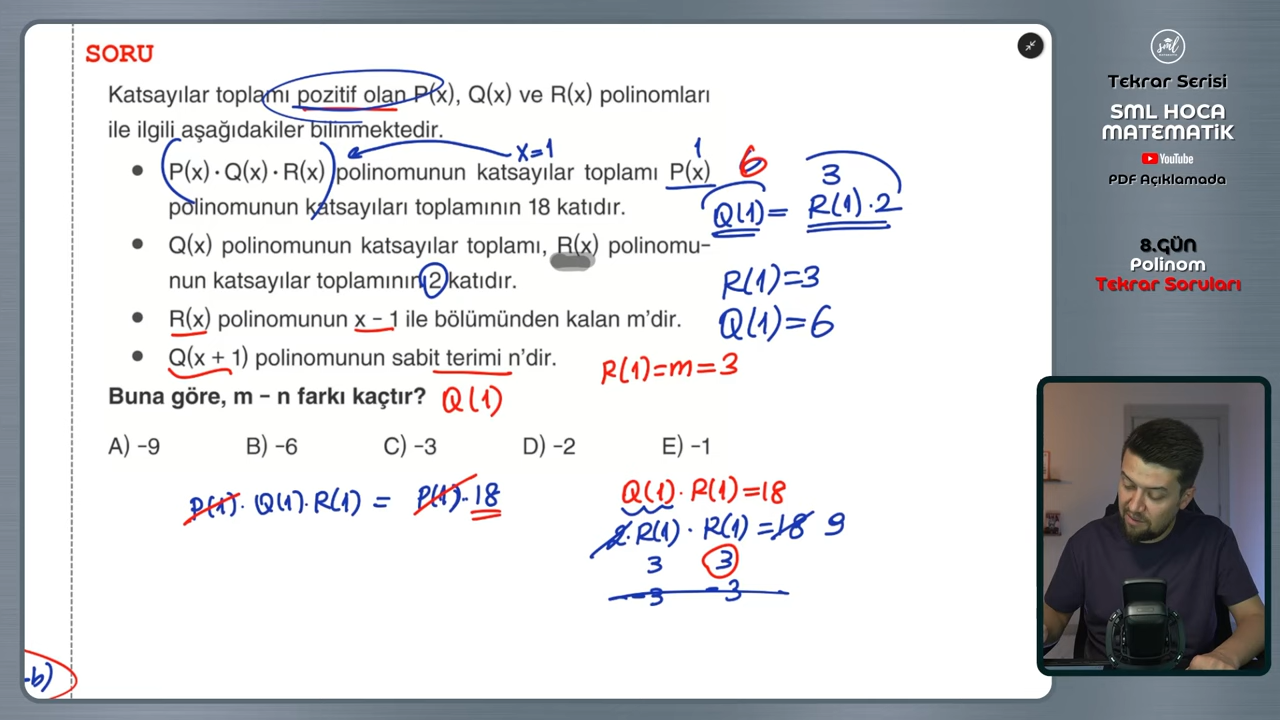 SORU
Katsayılar toplamı pozitif olan P(x), Q(x) ve R(x) polinomları
ile ilgili aşağıdakiler bilinmektedir.
x=1
• P(x) · Q(x) · R(x) polinomunun katsayılar toplamı P(x)
polinomunun katsayıları toplamının 18 katıdır.
• Q(x) polinomunun katsayılar toplamı, R(x) polinomu-
nun katsayılar toplamının 2 katıdır.
• R(x) polinomunun x – 1 ile bölümünden kalan m'dir.
• Q(x + 1) polinomunun sabit terimi n'dir.
Buna göre, m – n farkı kaçtır? Q(1)
A) –9 B) –6 C) –3 D) –2 E) –1
1
6 3
Q(1) = R(1) · 2
R(1)=3
Q(1)=6
R(1)=m=3
P(1) · Q(1) · R(1) = P(1) · 18
Q(1) · R(1) = 18
2 · R(1) · R(1) = 18 9
3 3
-3 -3
-b)
sml
Tekrar Serisi
SML HOCA
MATEMATİK
YouTube
PDF Açıklamada
8.GÜN
Polinom
Tekrar Soruları